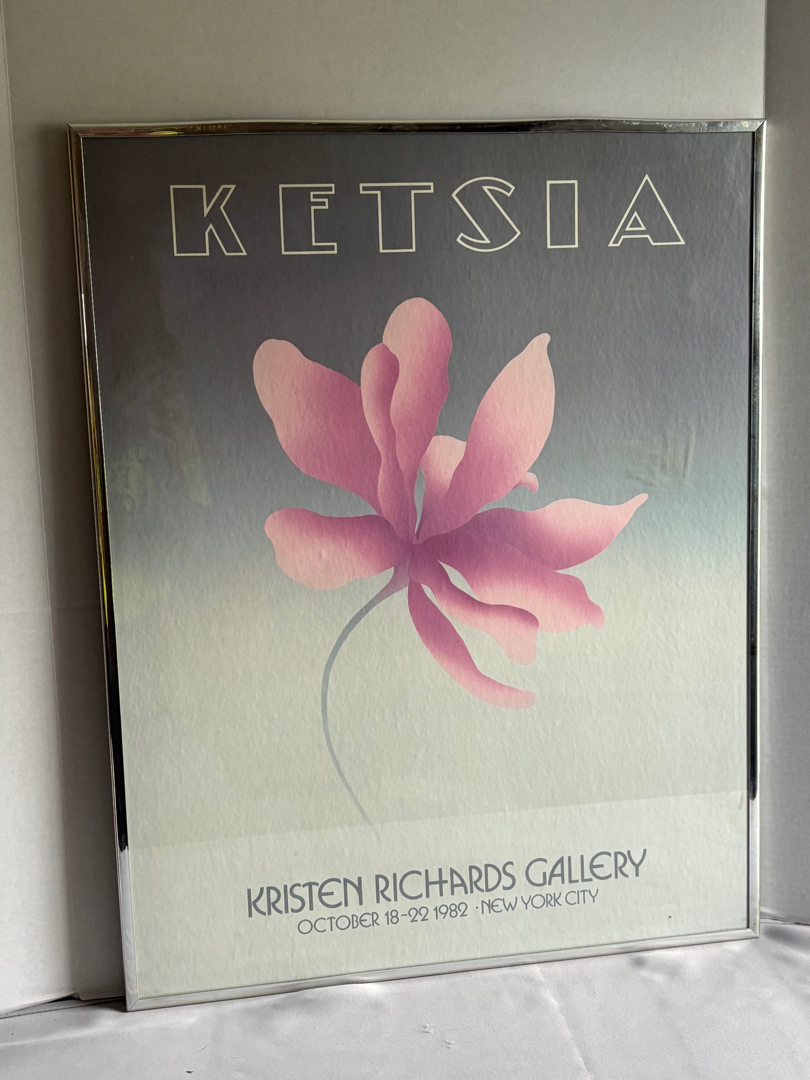 KETSIA
KRISTEN RICHARDS GALLERY
OCTOBER 18-22 1982 · NEW YORK CITY